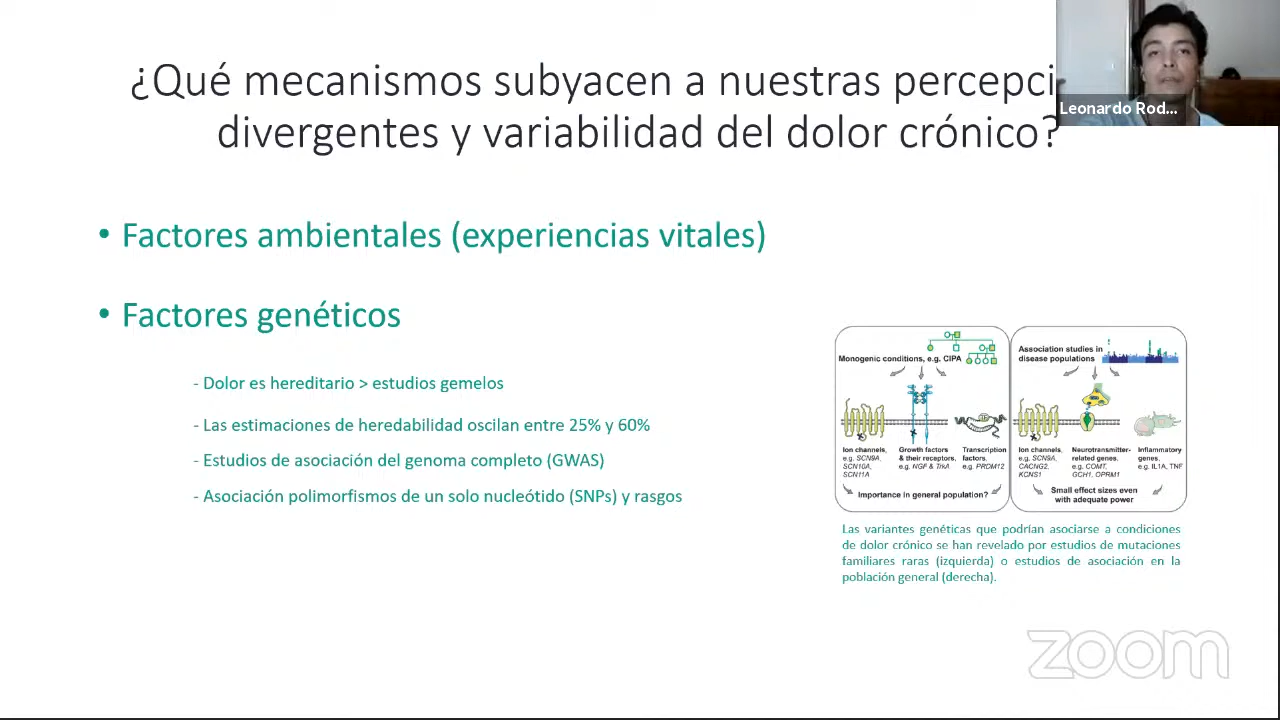 ¿Qué mecanismos subyacen a nuestras percepci
divergentes y variabilidad del dolor crónico?
Leonardo Rod...
• Factores ambientales (experiencias vitales)
• Factores genéticos
- Dolor es hereditario > estudios gemelos
- Las estimaciones de heredabilidad oscilan entre 25% y 60%
- Estudios de asociación del genoma completo (GWAS)
- Asociación polimorfismos de un solo nucleótido (SNPs) y rasgos
Monogenic conditions, e.g. CIPA
Ion channels,
e.g. SCN9A,
SCN10A,
SCN11A
Growth factors
& their receptors,
e.g. NGF & TrkA
Transcription
factors,
e.g. PRDM12
Importance in general population?
Association studies in
disease populations
Ion channels,
e.g. SCN9A,
CACNG2,
KCNS1
Neurotransmitter-
related genes,
e.g. COMT,
GCH1, OPRM1
Inflammatory
genes,
e.g. IL1A, TNF
Small effect sizes even
with adequate power
Las variantes genéticas que podrían asociarse a condiciones
de dolor crónico se han revelado por estudios de mutaciones
familiares raras (izquierda) o estudios de asociación en la
población general (derecha).
zoom